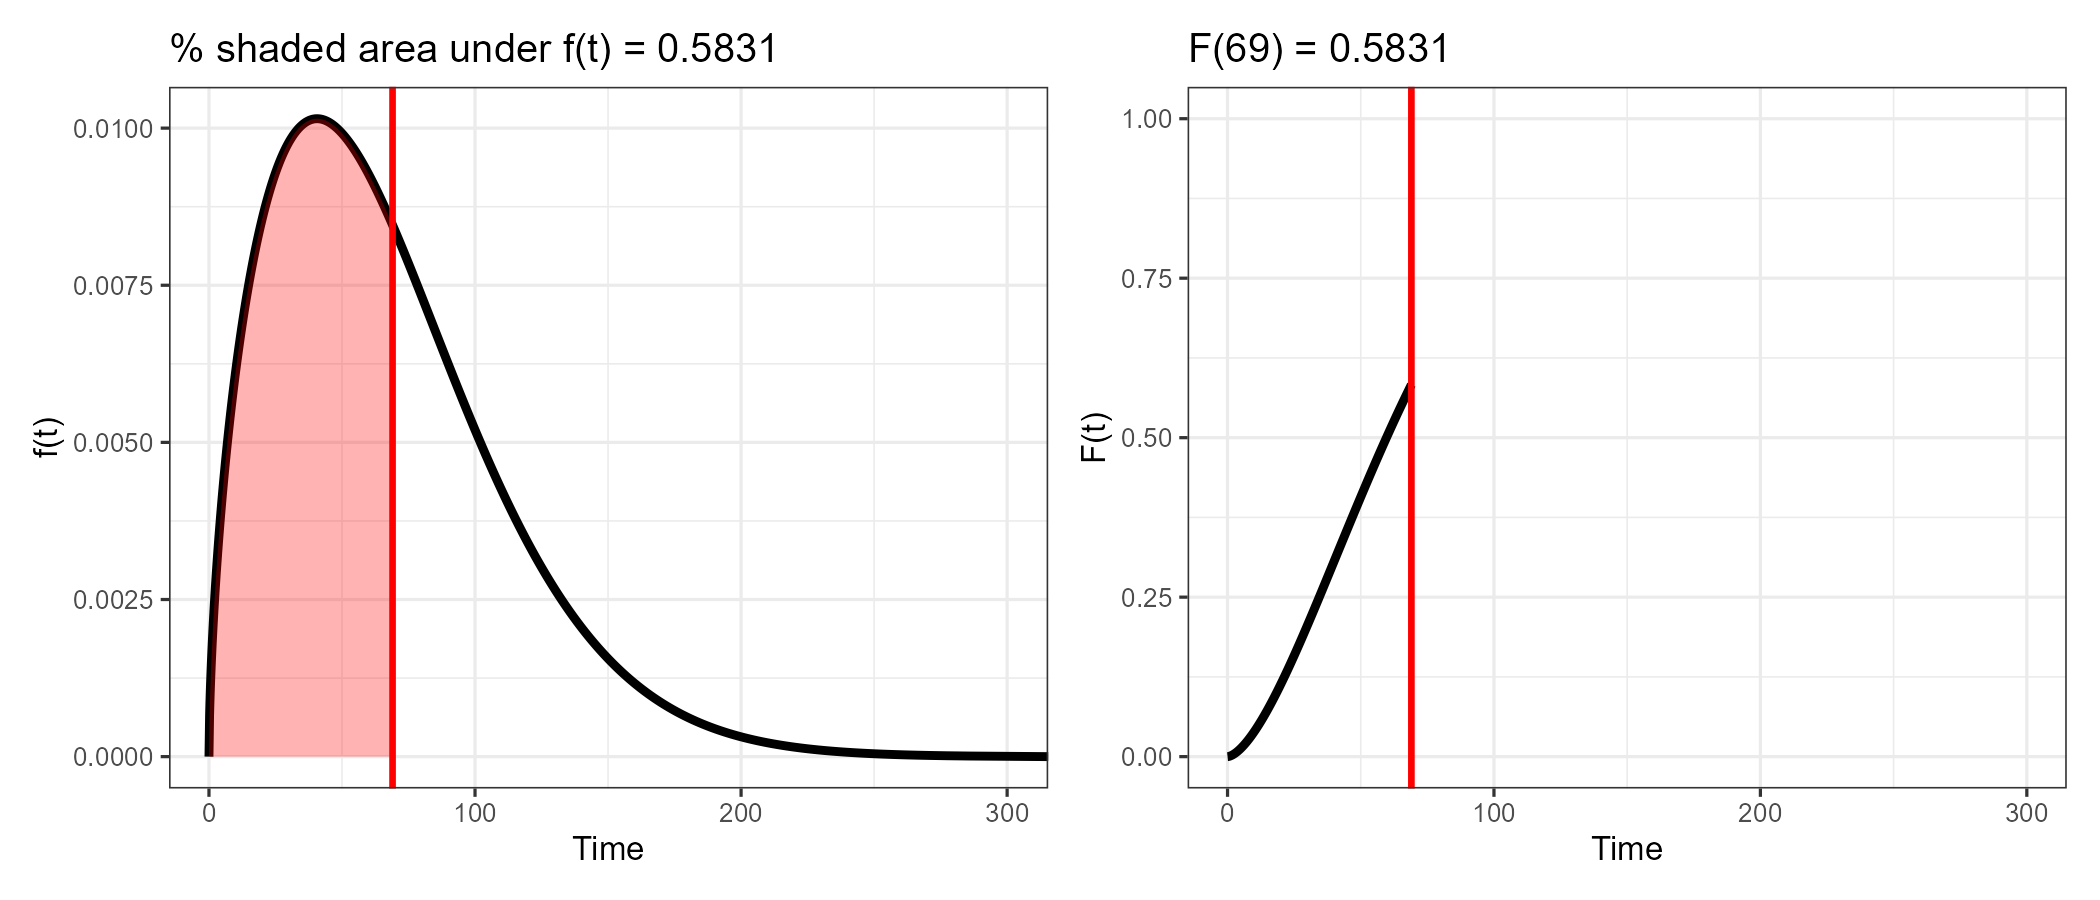 % shaded area under f(t) = 0.5831
f(t)
0.0100
0.0075
0.0050
0.0025
0.0000
0 100 200 300
Time
F(69) = 0.5831
F(t)
1.00
0.75
0.50
0.25
0.00
0 100 200 300
Time